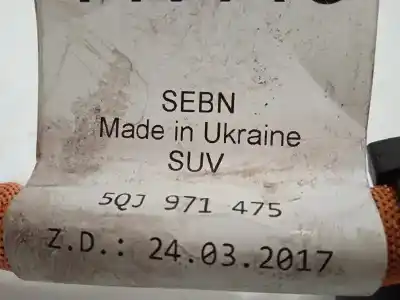 SEBN
Made in Ukraine
SUV
5QJ 971 475
Z.D.: 24.03.2017